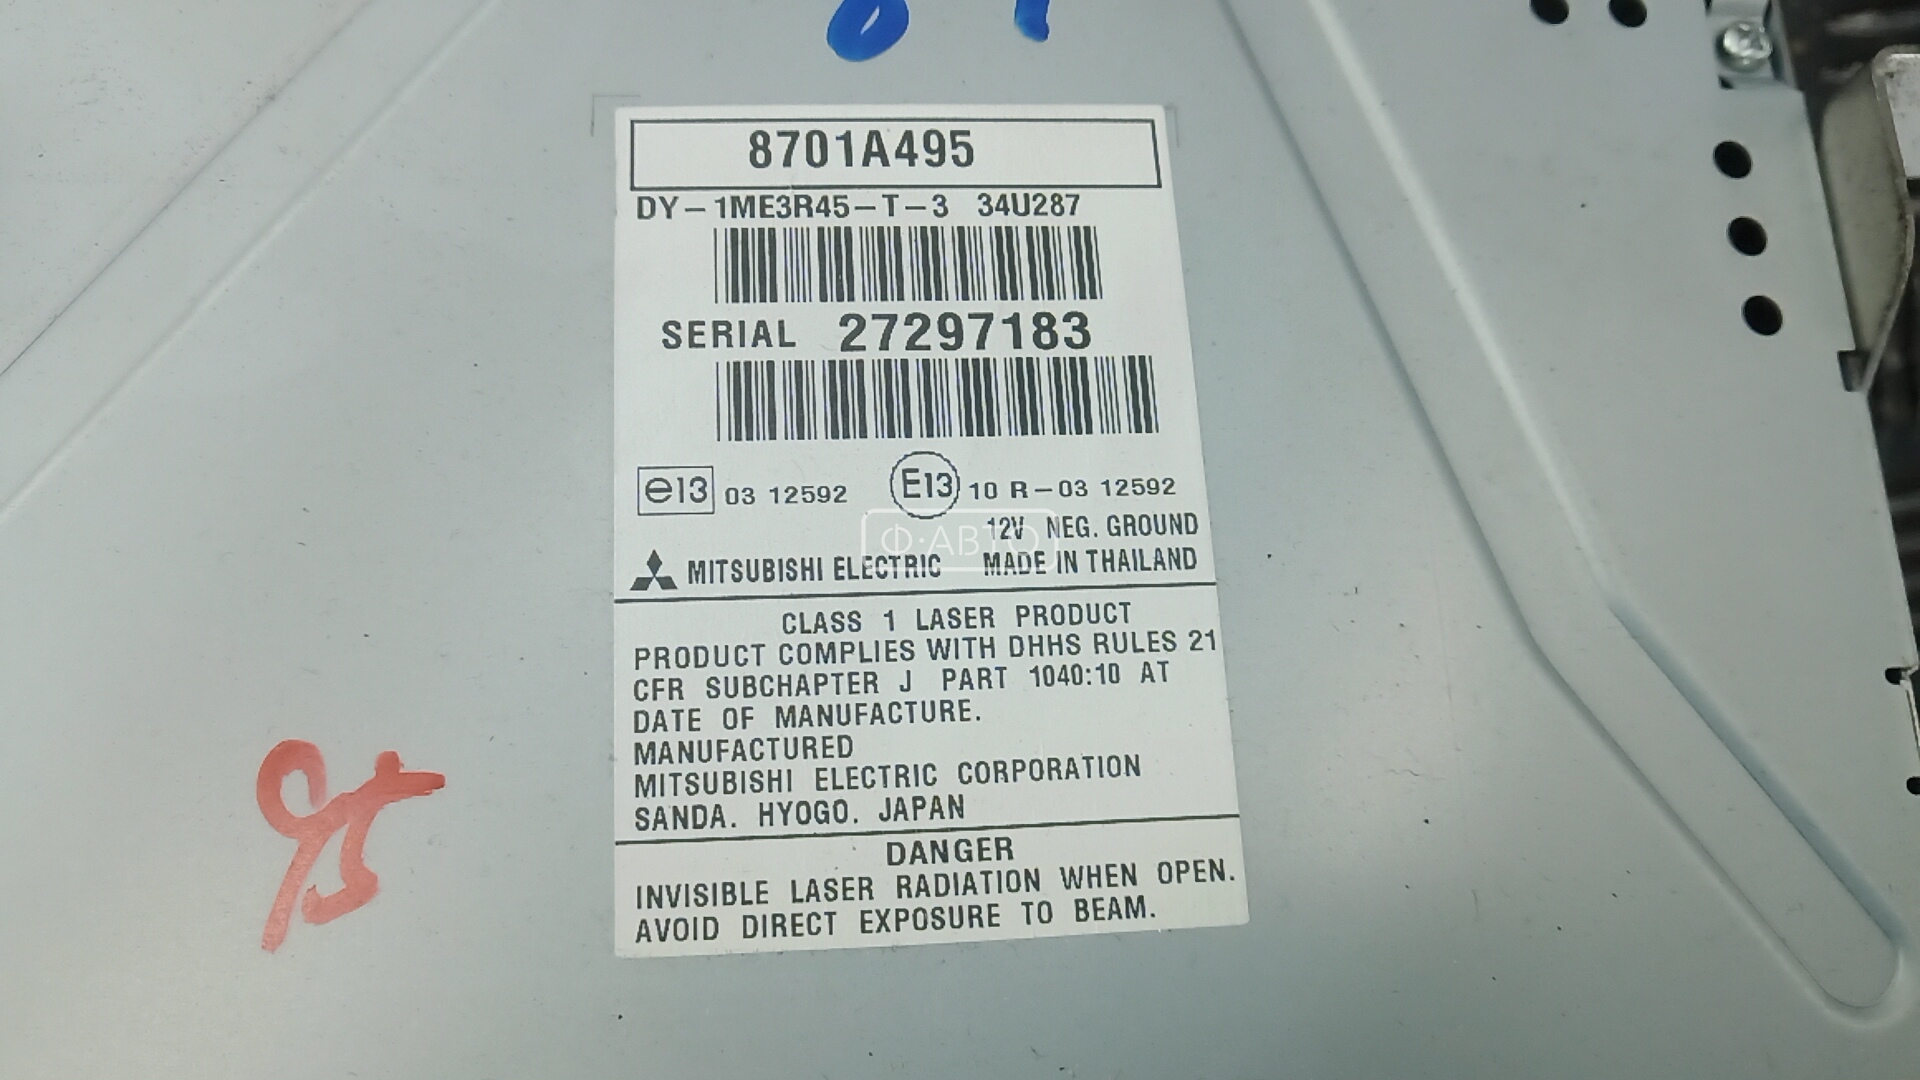 8701A495
DY-1ME3R45-T-3 34U287
SERIAL 27297183
e13 03 12592 E13 10 R-03 12592
12V NEG. GROUND
Ф·АВТО
MITSUBISHI ELECTRIC MADE IN THAILAND
CLASS 1 LASER PRODUCT
PRODUCT COMPLIES WITH DHHS RULES 21
CFR SUBCHAPTER J PART 1040:10 AT
DATE OF MANUFACTURE.
MANUFACTURED
MITSUBISHI ELECTRIC CORPORATION
SANDA. HYOGO. JAPAN
DANGER
INVISIBLE LASER RADIATION WHEN OPEN.
AVOID DIRECT EXPOSURE TO BEAM.
95